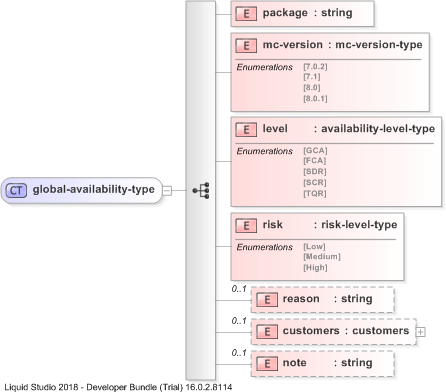 E package : string
E mc-version : mc-version-type
Enumerations [7.0.2]
[7.1]
[8.0]
[8.0.1]
E level : availability-level-type
Enumerations [GCA]
[FCA]
[SDR]
[SCR]
[TQR]
CT global-availability-type
E risk : risk-level-type
Enumerations [Low]
[Medium]
[High]
0..1
E reason : string
0..1
E customers : customers
0..1
E note : string
Liquid Studio 2018 - Developer Bundle (Trial) 16.0.2.8114